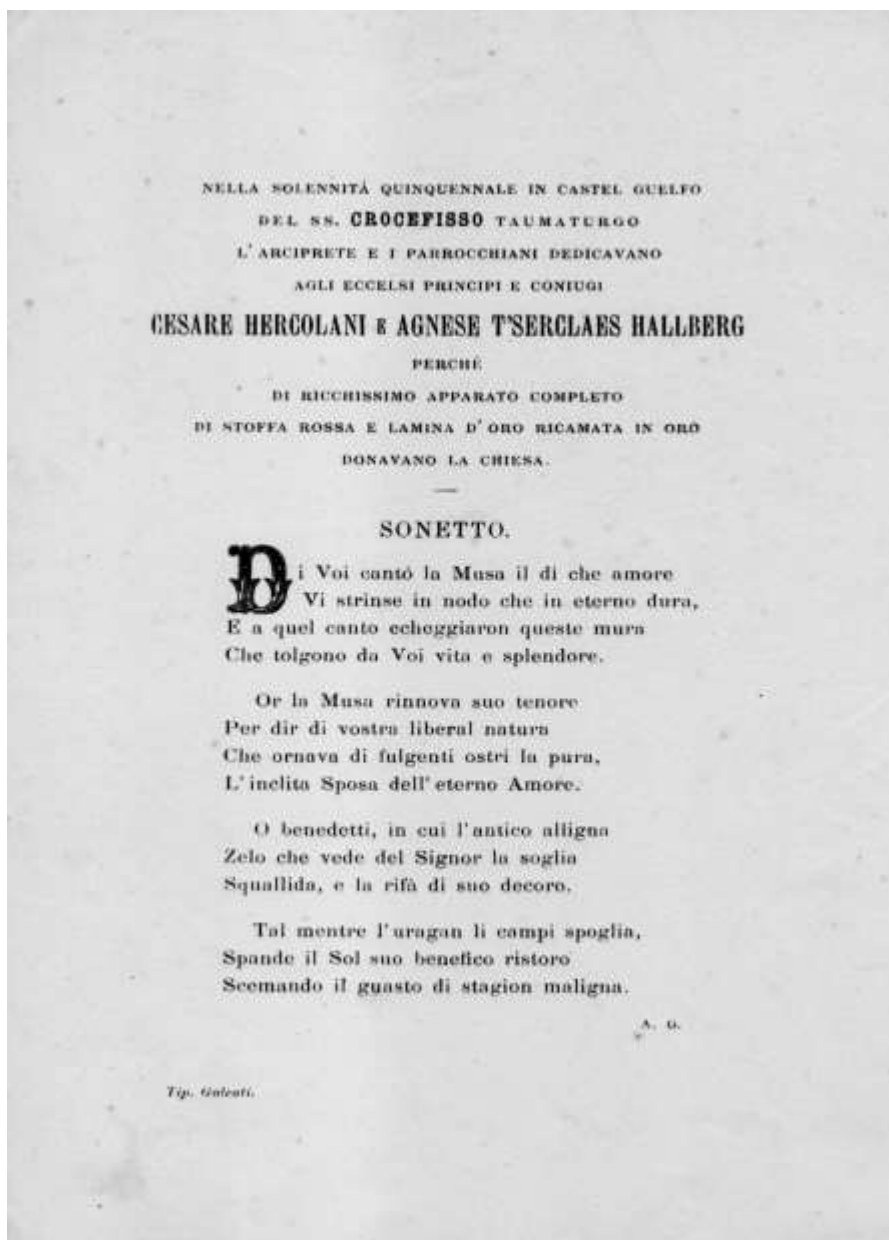 NELLA SOLENNITÀ QUINQUENNALE IN CASTEL GUELFO
DEL SS. CROCEFISSO TAUMATURGO
L'ARCIPRETE E I PARROCCHIANI DEDICAVANO
AGLI ECCELSI PRINCIPI E CONIUGI
CESARE HERCOLANI E AGNESE T'SERCLAES HALLBERG
PERCHÉ
DI RICCHISSIMO APPARATO COMPLETO
DI STOFFA ROSSA E LAMINA D'ORO RICAMATA IN ORO
DONAVANO LA CHIESA.
SONETTO.
Di Voi cantò la Musa il di che amore
Vi strinse in nodo che in eterno dura,
E a quel canto echeggiaron queste mura
Che tolgono da Voi vita e splendore.
Or la Musa rinnova suo tenore
Per dir di vostra liberal natura
Che ornava di fulgenti ostri la pura,
L'inclita Sposa dell'eterno Amore.
O benedetti, in cui l'antico alligna
Zelo che vede del Signor la soglia
Squallida, e la rifà di suo decoro.
Tal mentre l'uragan li campi spoglia,
Spande il Sol suo benefico ristoro
Scemando il guasto di stagion maligna.
A. G.
Tip. Galeati.